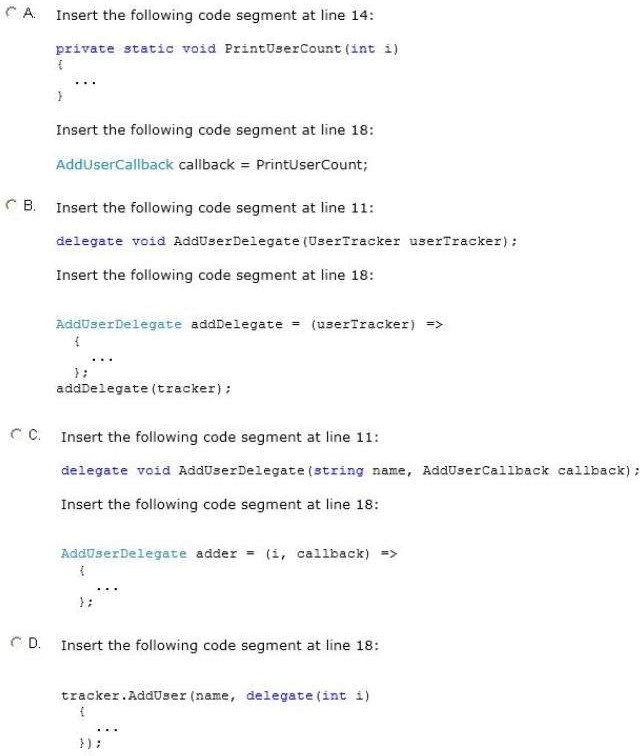 A. Insert the following code segment at line 14:
private static void PrintUserCount(int i)
{
...
}
Insert the following code segment at line 18:
AddUserCallback callback = PrintUserCount;
B. Insert the following code segment at line 11:
delegate void AddUserDelegate(UserTracker userTracker);
Insert the following code segment at line 18:
AddUserDelegate addDelegate = (userTracker) =>
{
...
};
addDelegate(tracker);
C. Insert the following code segment at line 11:
delegate void AddUserDelegate(string name, AddUserCallback callback);
Insert the following code segment at line 18:
AddUserDelegate adder = (i, callback) =>
{
...
};
D. Insert the following code segment at line 18:
tracker.AddUser(name, delegate(int i)
{
...
});